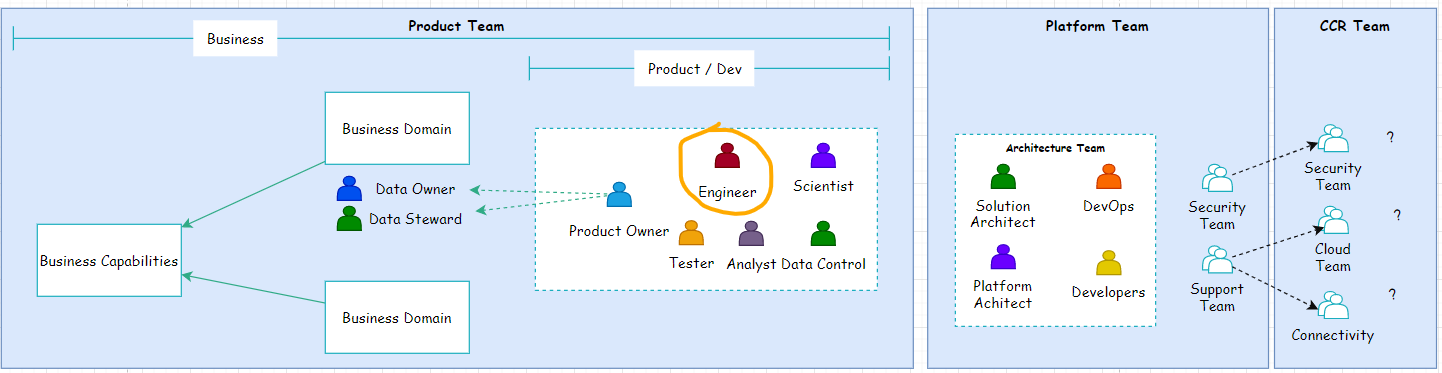 Product Team
Business
Product / Dev
Business Domain
Data Owner
Data Steward
Business Capabilities
Business Domain
Engineer
Scientist
Product Owner
Tester
Analyst
Data Control
Platform Team
Architecture Team
Solution
Architect
DevOps
Platform
Achitect
Developers
Security
Team
Support
Team
CCR Team
?
Security
Team
?
Cloud
Team
?
Connectivity